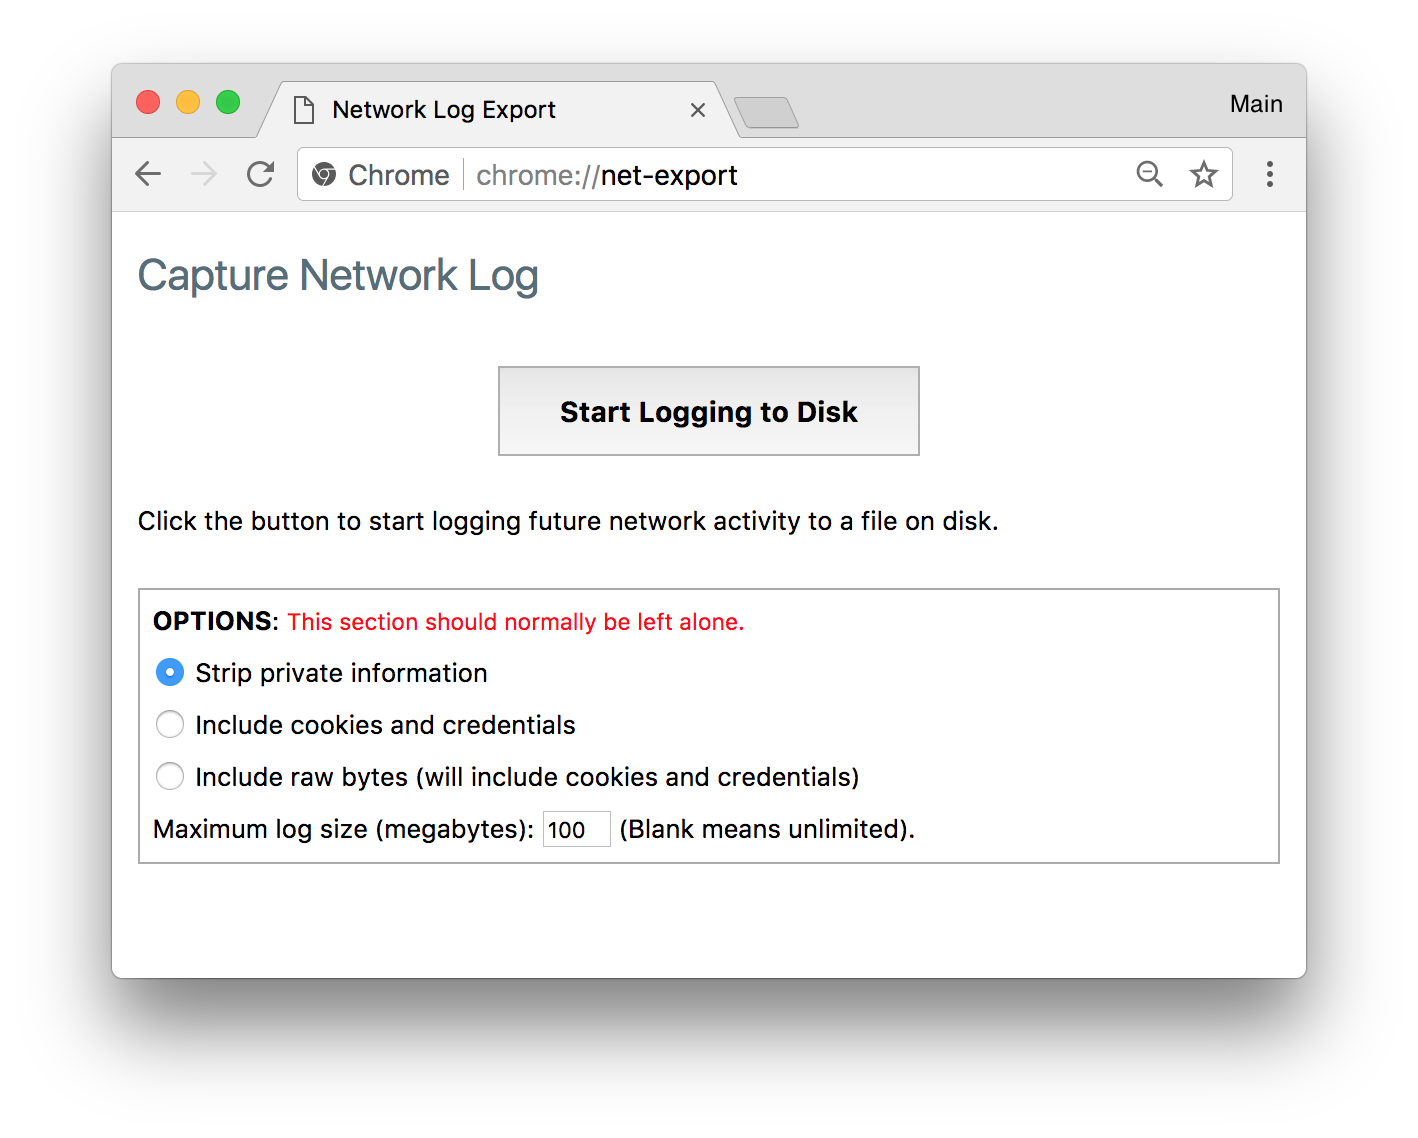 Network Log Export
Main
Chrome chrome://net-export
Capture Network Log
Start Logging to Disk
Click the button to start logging future network activity to a file on disk.
OPTIONS: This section should normally be left alone.
Strip private information
Include cookies and credentials
Include raw bytes (will include cookies and credentials)
Maximum log size (megabytes): 100 (Blank means unlimited).